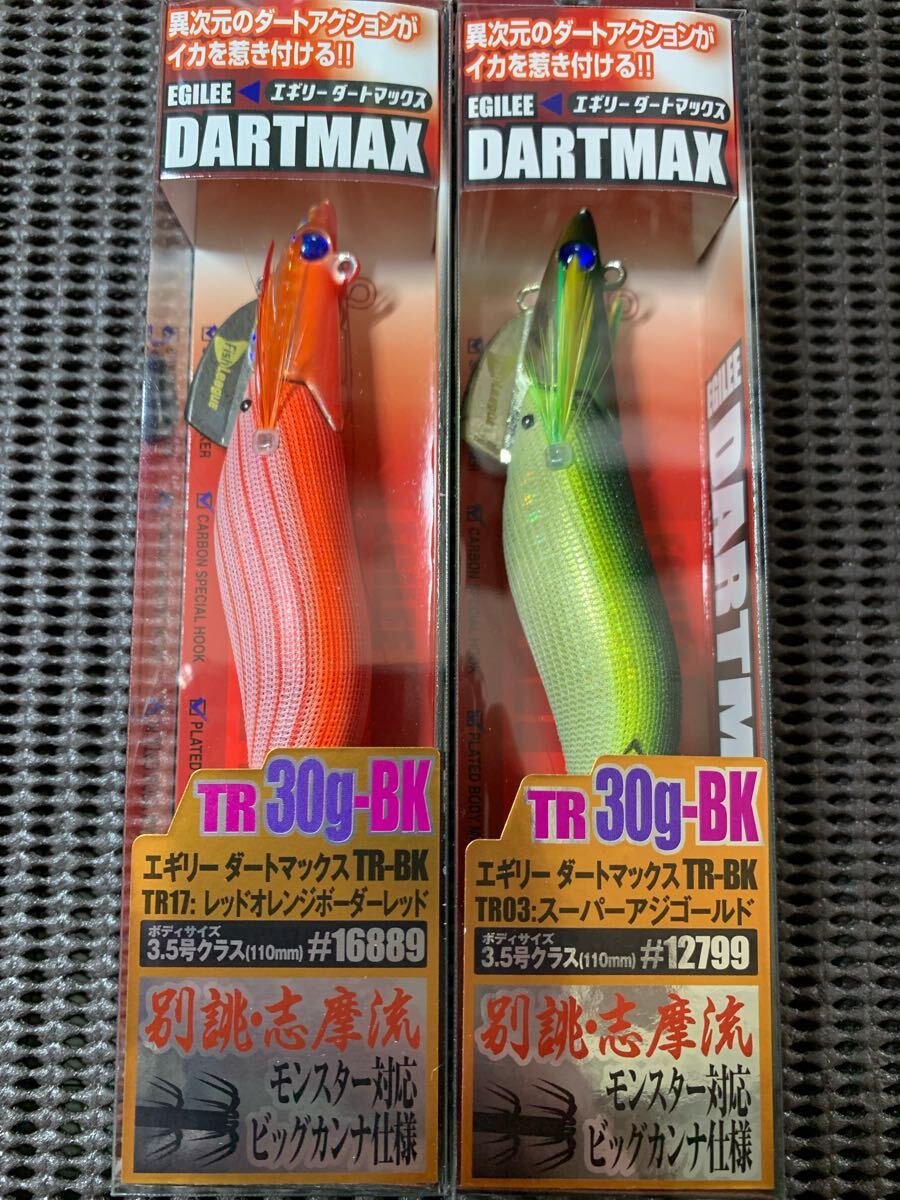 異次元のダートアクションが
イカを惹き付ける!!
EGILEE エギリー ダートマックス
DARTMAX
FishLeague
CARBON SPECIAL HOOK
PLATED
TR 30g-BK
エギリー ダートマックス TR-BK
TR17: レッドオレンジボーダーレッド
ボディサイズ
3.5号クラス(110mm) #16889
別誂・志摩流
モンスター対応
ビッグカンナ仕様
異次元のダートアクションが
イカを惹き付ける!!
EGILEE エギリー ダートマックス
DARTMAX
EGILEE
DARTM
CARBON
PLATED BODY
TR 30g-BK
エギリー ダートマックス TR-BK
TR03:スーパーアジゴールド
ボディサイズ
3.5号クラス(110mm) #12799
別誂・志摩流
モンスター対応
ビッグカンナ仕様